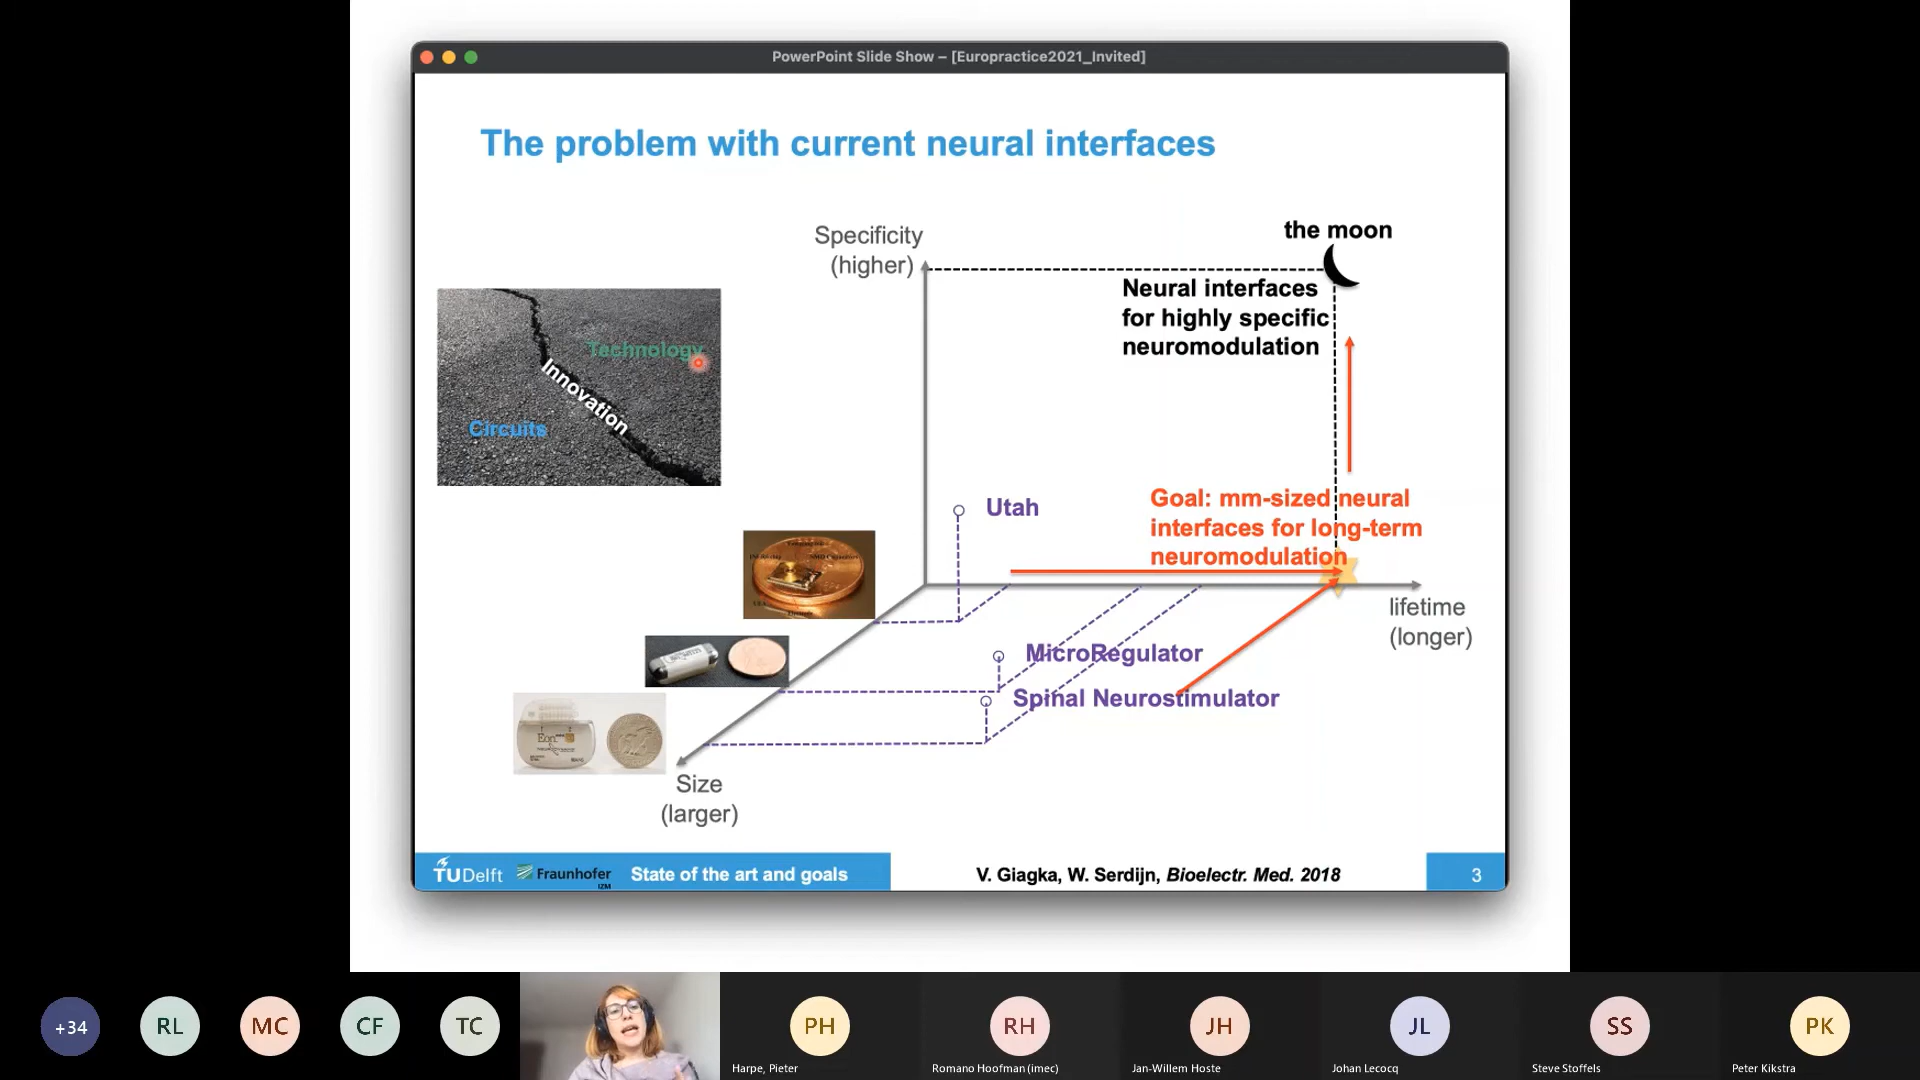 PowerPoint Slide Show – [Europractice2021_Invited]
The problem with current neural interfaces
Specificity
(higher)
the moon
Neural interfaces
for highly specific
neuromodulation
Technology
Innovation
Circuits
Utah
Goal: mm-sized neural
interfaces for long-term
neuromodulation
lifetime
(longer)
MicroRegulator
Spinal Neurostimulator
Eon
Size
(larger)
TUDelft
Fraunhofer
IZM
State of the art and goals
V. Giagka, W. Serdijn, Bioelectr. Med. 2018
3
+34
RL
MC
CF
TC
PH
RH
JH
JL
SS
PK
Harpe, Pieter
Romano Hoofman (imec)
Jan-Willem Hoste
Johan Lecocq
Steve Stoffels
Peter Kikstra